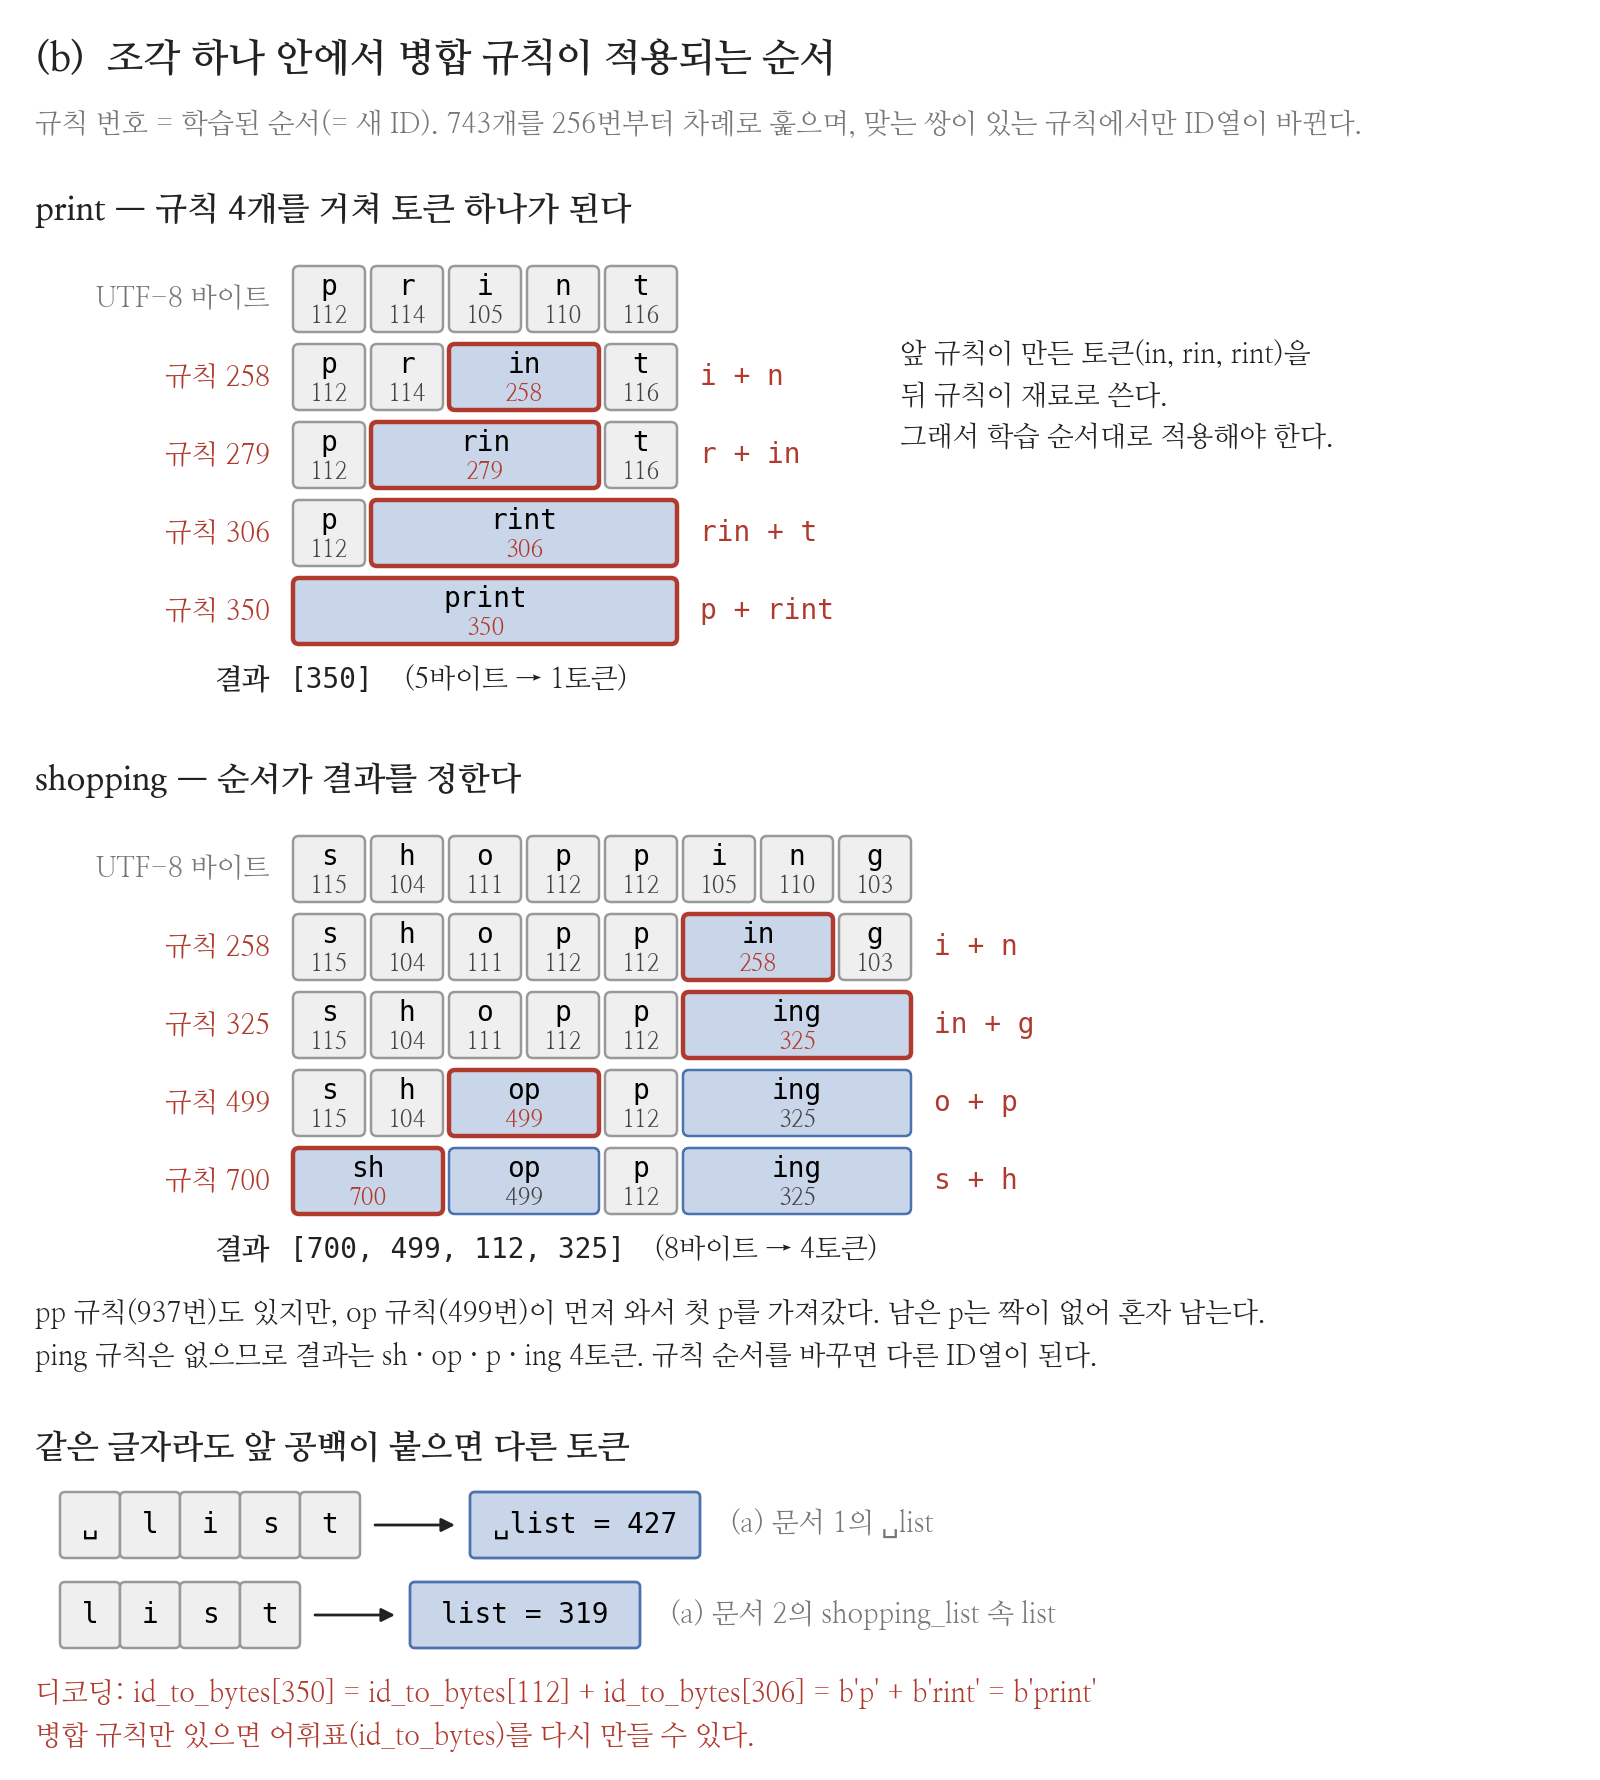 (b) 조각 하나 안에서 병합 규칙이 적용되는 순서
규칙 번호 = 학습된 순서(= 새 ID). 743개를 256번부터 차례로 훑으며, 맞는 쌍이 있는 규칙에서만 ID열이 바뀐다.
print — 규칙 4개를 거쳐 토큰 하나가 된다
UTF-8 바이트 p r i n t
112 114 105 110 116
규칙 258 p r in t i + n
112 114 258 116
앞 규칙이 만든 토큰(in, rin, rint)을
뒤 규칙이 재료로 쓴다.
그래서 학습 순서대로 적용해야 한다.
규칙 279 p rin t r + in
112 279 116
규칙 306 p rint rin + t
112 306
규칙 350 print p + rint
350
결과 [350] (5바이트 → 1토큰)
shopping — 순서가 결과를 정한다
UTF-8 바이트 s h o p p i n g
115 104 111 112 112 105 110 103
규칙 258 s h o p p in g i + n
115 104 111 112 112 258 103
규칙 325 s h o p p ing in + g
115 104 111 112 112 325
규칙 499 s h op p ing o + p
115 104 499 112 325
규칙 700 sh op p ing s + h
700 499 112 325
결과 [700, 499, 112, 325] (8바이트 → 4토큰)
pp 규칙(937번)도 있지만, op 규칙(499번)이 먼저 와서 첫 p를 가져갔다. 남은 p는 짝이 없어 혼자 남는다.
ping 규칙은 없으므로 결과는 sh · op · p · ing 4토큰. 규칙 순서를 바꾸면 다른 ID열이 된다.
같은 글자라도 앞 공백이 붙으면 다른 토큰
␣ l i s t → ␣list = 427 (a) 문서 1의 ␣list
l i s t → list = 319 (a) 문서 2의 shopping_list 속 list
디코딩: id_to_bytes[350] = id_to_bytes[112] + id_to_bytes[306] = b'p' + b'rint' = b'print'
병합 규칙만 있으면 어휘표(id_to_bytes)를 다시 만들 수 있다.